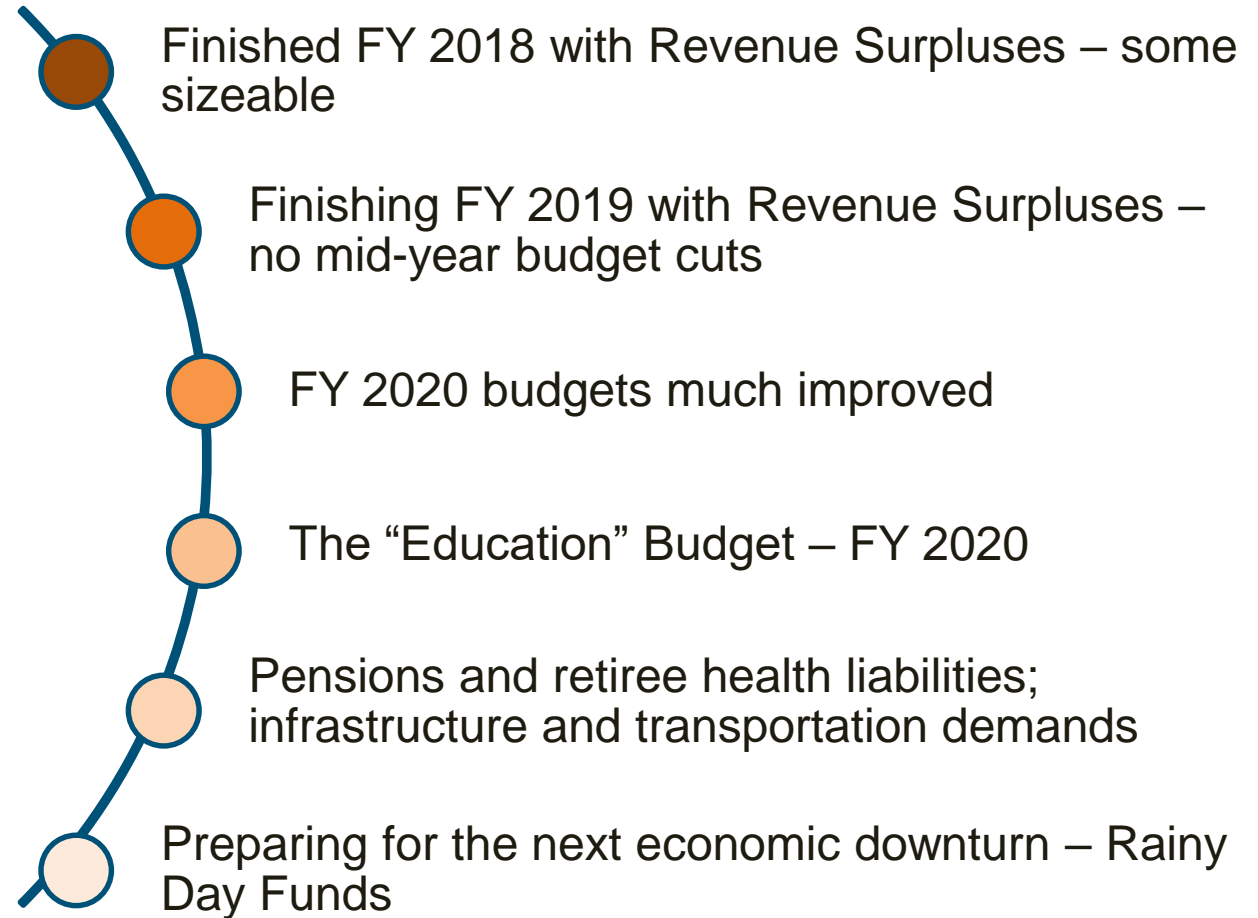 Finished FY 2018 with Revenue Surpluses – some
sizeable
Finishing FY 2019 with Revenue Surpluses –
no mid-year budget cuts
FY 2020 budgets much improved
The “Education” Budget – FY 2020
Pensions and retiree health liabilities;
infrastructure and transportation demands
Preparing for the next economic downturn – Rainy
Day Funds